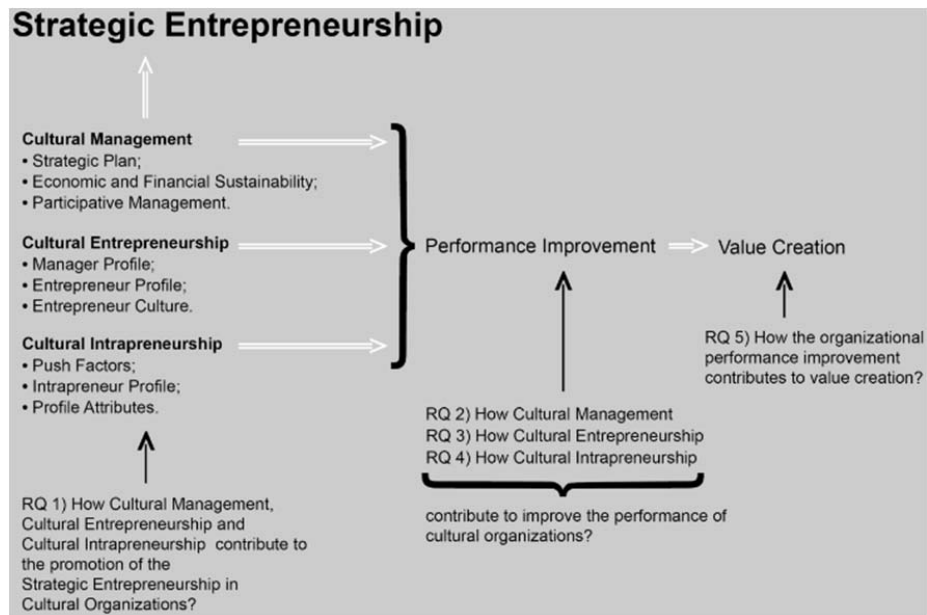 Strategic Entrepreneurship
Cultural Management
• Strategic Plan;
• Economic and Financial Sustainability;
• Participative Management.
Cultural Entrepreneurship
• Manager Profile;
• Entrepreneur Profile;
• Entrepreneur Culture.
Cultural Intrapreneurship
• Push Factors;
• Intrapreneur Profile;
• Profile Attributes.
RQ 1) How Cultural Management,
Cultural Entrepreneurship and
Cultural Intrapreneurship contribute to
the promotion of the
Strategic Entrepreneurship in
Cultural Organizations?
Performance Improvement
RQ 2) How Cultural Management
RQ 3) How Cultural Entrepreneurship
RQ 4) How Cultural Intrapreneurship
contribute to improve the performance of
cultural organizations?
Value Creation
RQ 5) How the organizational
performance improvement
contributes to value creation?